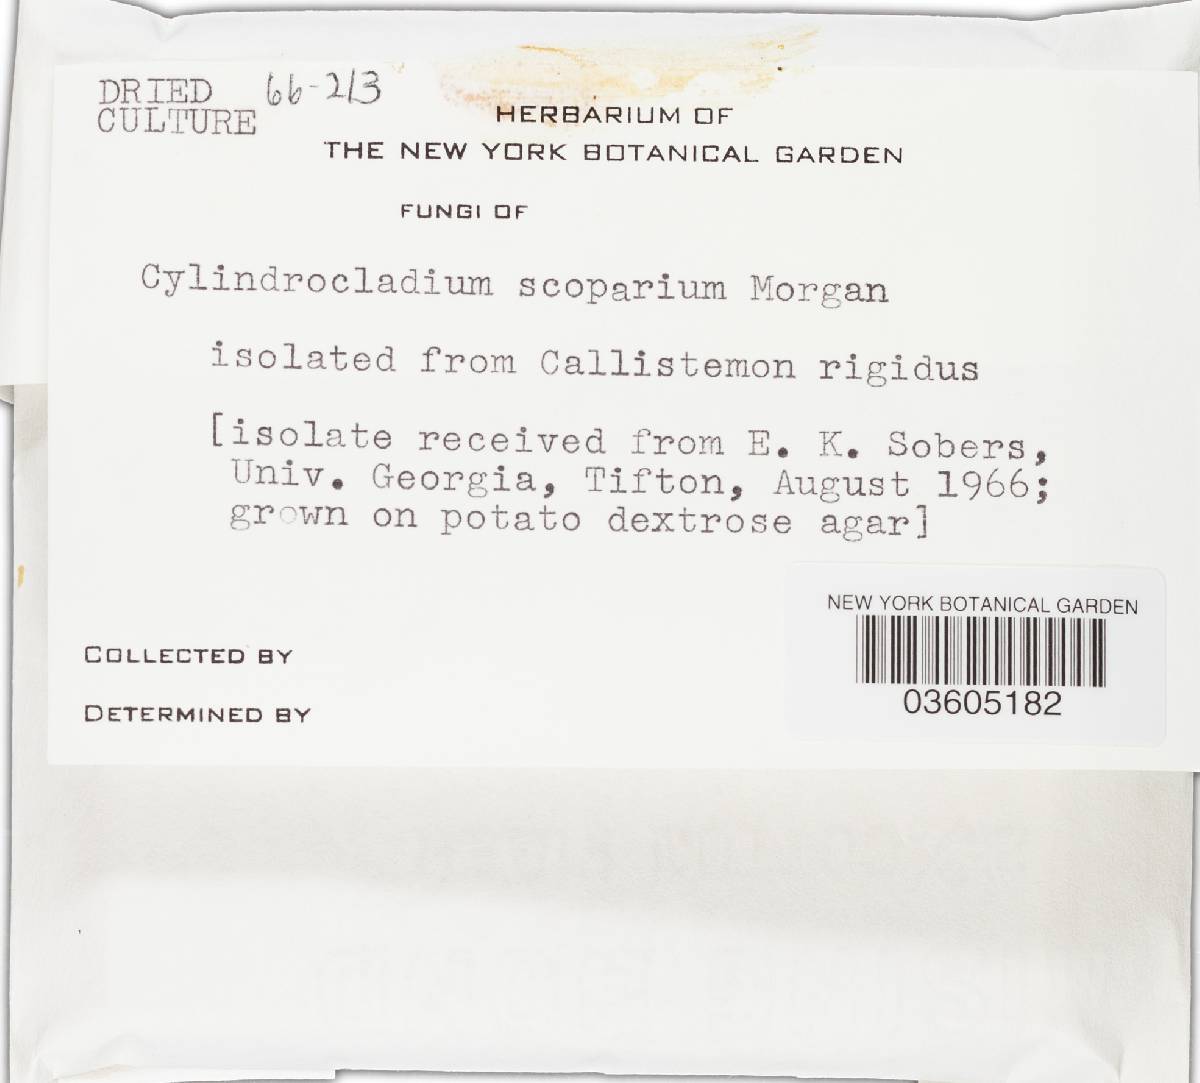 DRIED 66-213
CULTURE
HERBARIUM OF
THE NEW YORK BOTANICAL GARDEN
FUNGI OF
Cylindrocladium scoparium Morgan
isolated from Callistemon rigidus
[isolate received from E. K. Sobers,
Univ. Georgia, Tifton, August 1966;
grown on potato dextrose agar]
NEW YORK BOTANICAL GARDEN
03605182
COLLECTED BY
DETERMINED BY